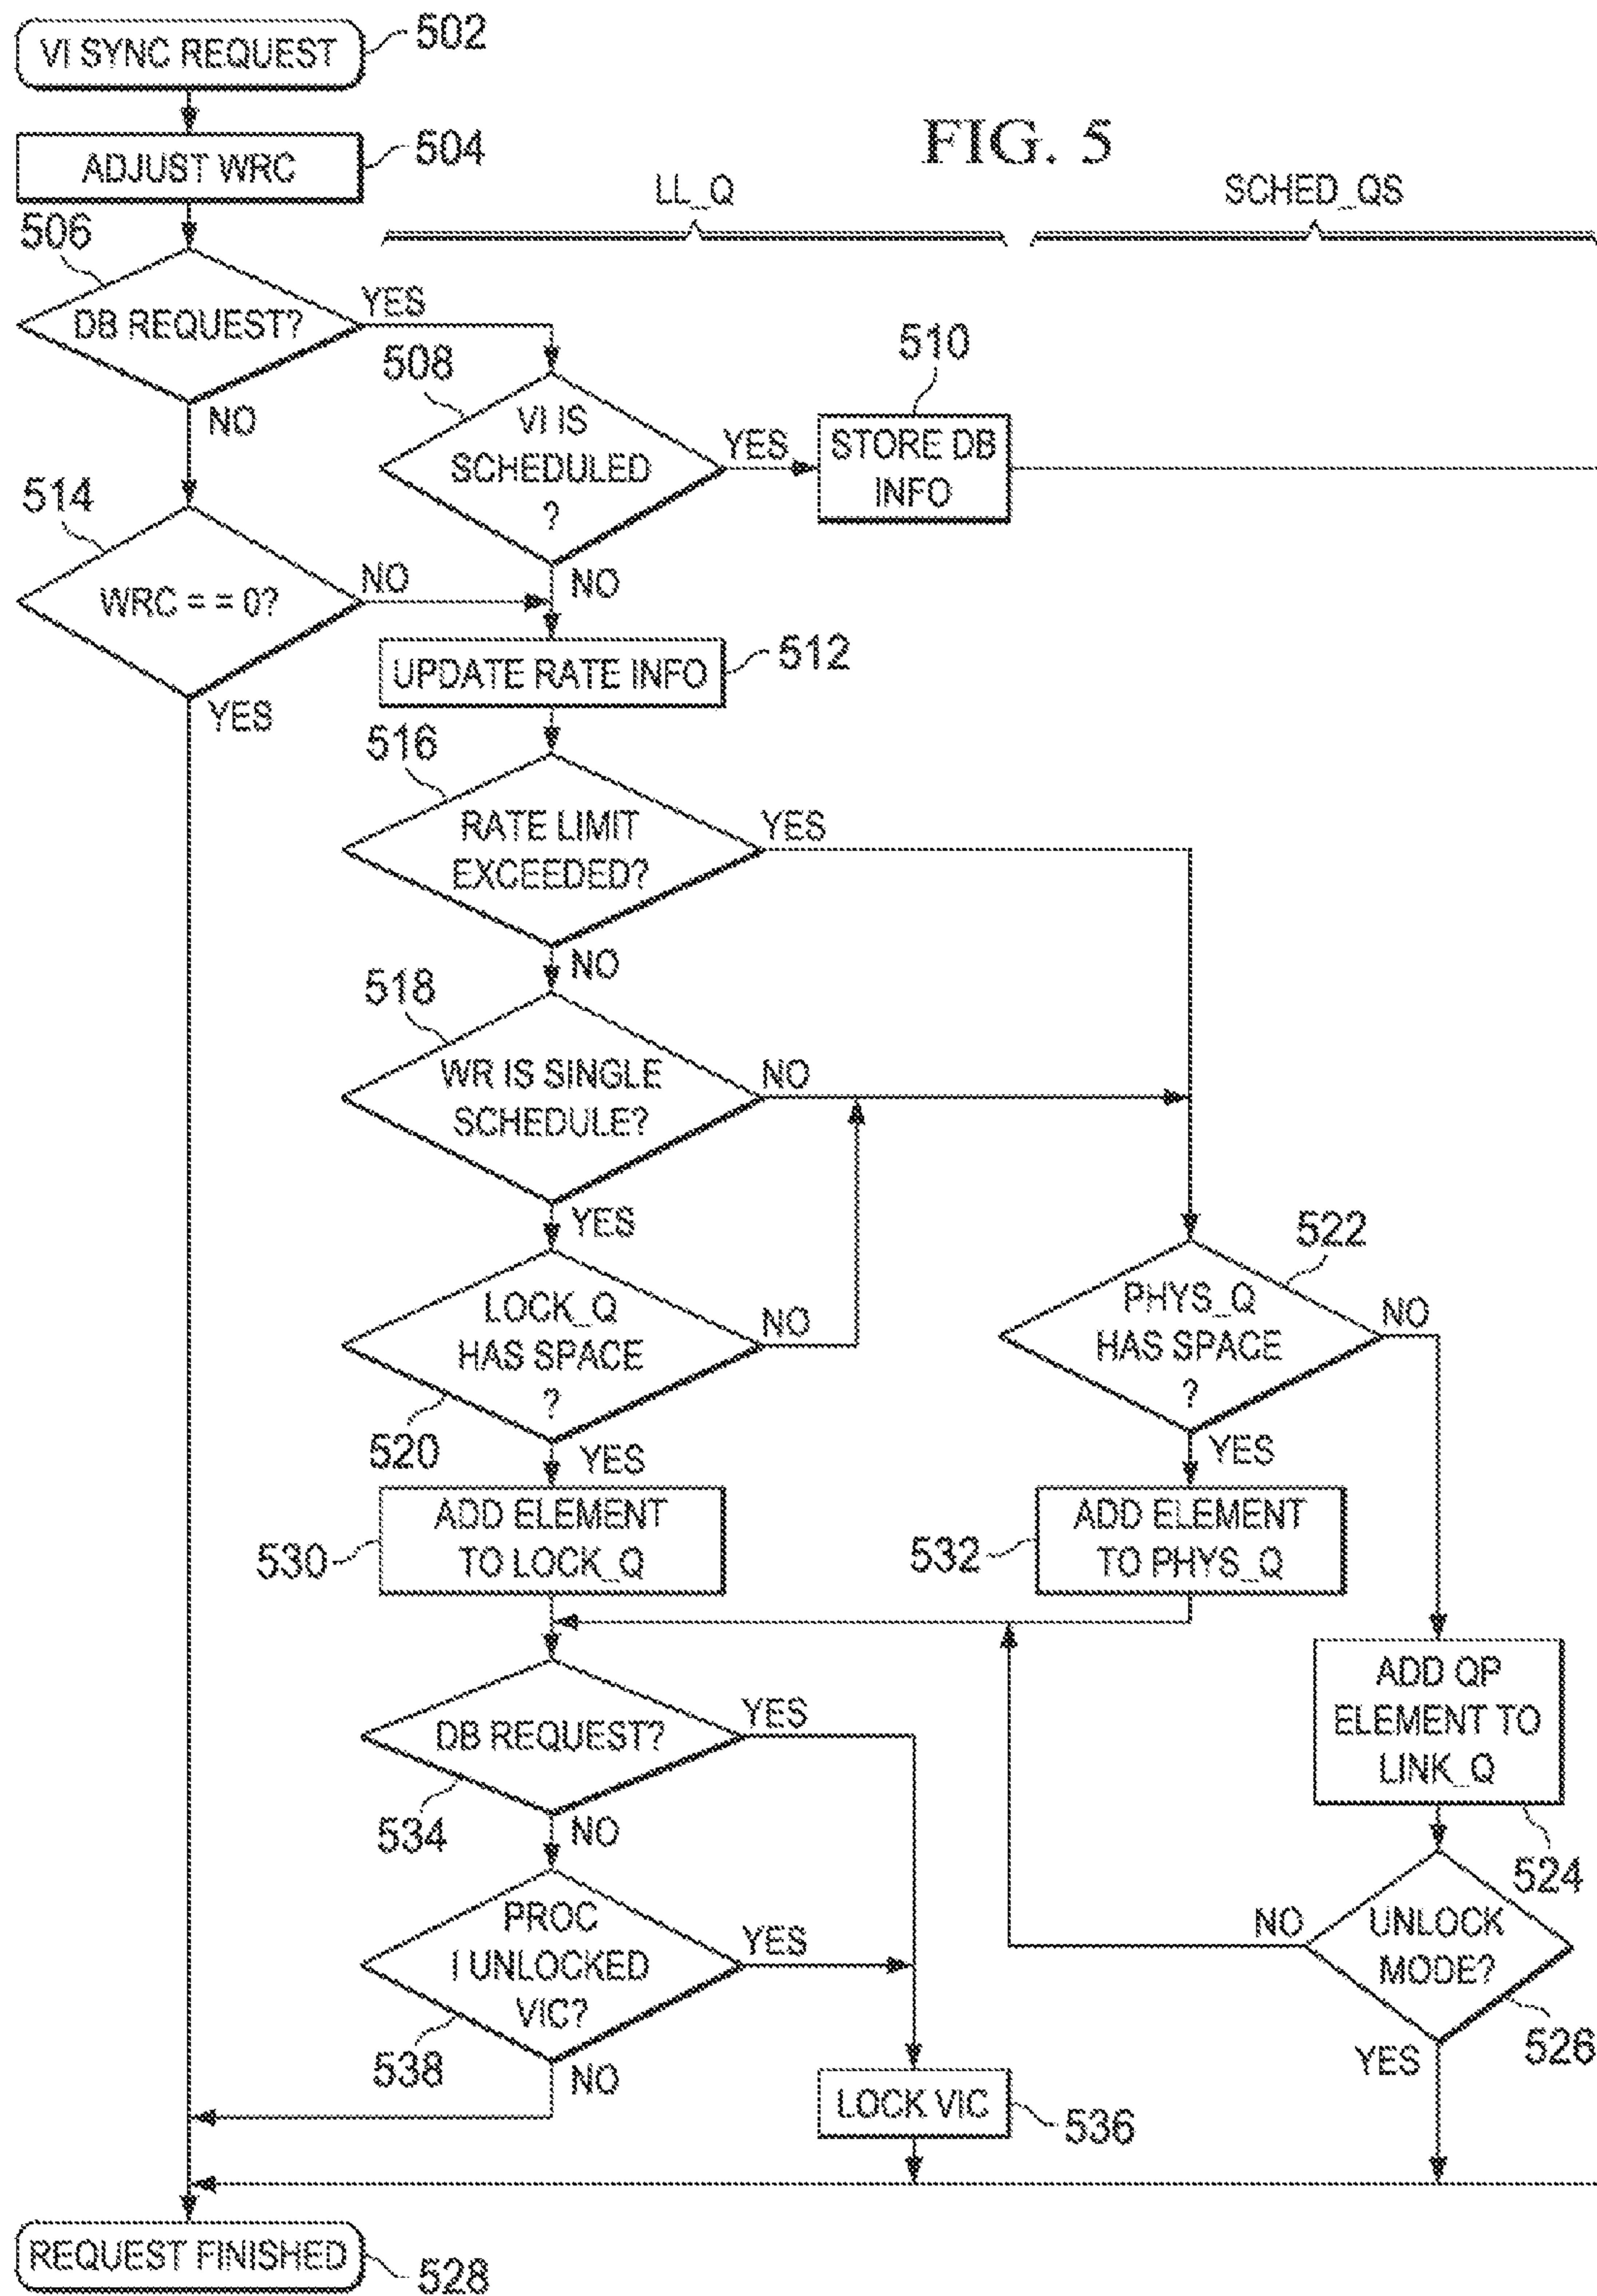 VI SYNC REQUEST
502
ADJUST WRC
504
FIG. 5
LL_Q
SCHED_QS
506
DB REQUEST?
YES
NO
508
VI IS
SCHEDULED
?
YES
NO
510
STORE DB
INFO
514
WRC = = 0?
NO
YES
UPDATE RATE INFO
512
516
RATE LIMIT
EXCEEDED?
YES
NO
518
WR IS SINGLE
SCHEDULE?
NO
YES
LOCK_Q
HAS SPACE
?
NO
520
YES
522
PHYS_Q
HAS SPACE
?
NO
YES
ADD ELEMENT
TO LOCK_Q
530
ADD ELEMENT
TO PHYS_Q
532
ADD QP
ELEMENT TO
LINK_Q
524
DB REQUEST?
YES
534
NO
UNLOCK
MODE?
NO
526
YES
PROC
I UNLOCKED
VIC?
YES
538
NO
LOCK VIC
536
REQUEST FINISHED
528